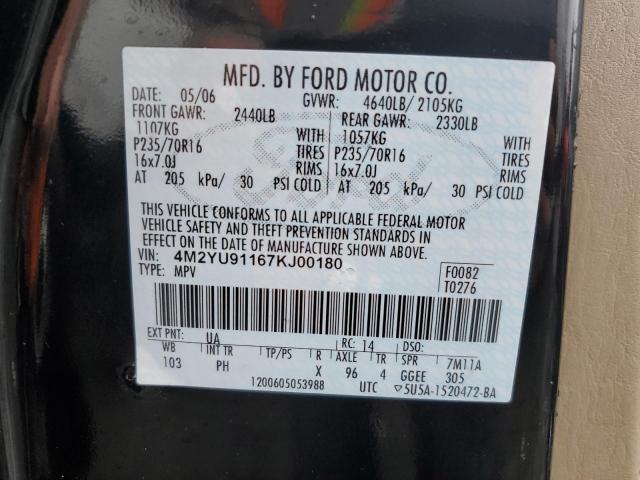 MFD. BY FORD MOTOR CO.
DATE: 05/06 GVWR: 4640LB/ 2105KG
FRONT GAWR: 2440LB REAR GAWR: 2330LB
1107KG WITH 1057KG WITH
P235/70R16 TIRES P235/70R16 TIRES
16x7.0J RIMS 16x7.0J RIMS
AT 205 kPa/ 30 PSI COLD AT 205 kPa/ 30 PSI COLD
THIS VEHICLE CONFORMS TO ALL APPLICABLE FEDERAL MOTOR
VEHICLE SAFETY AND THEFT PREVENTION STANDARDS IN
EFFECT ON THE DATE OF MANUFACTURE SHOWN ABOVE.
VIN: 4M2YU91167KJ00180 F0082
TYPE: MPV T0276
EXT PNT: UA RC: 14 DSO:
WB INT TR TP/PS R AXLE TR SPR 7M11A
103 PH X 96 4 GGEE 305
1200605053988 UTC ▽5U5A-1520472-BA
Ford